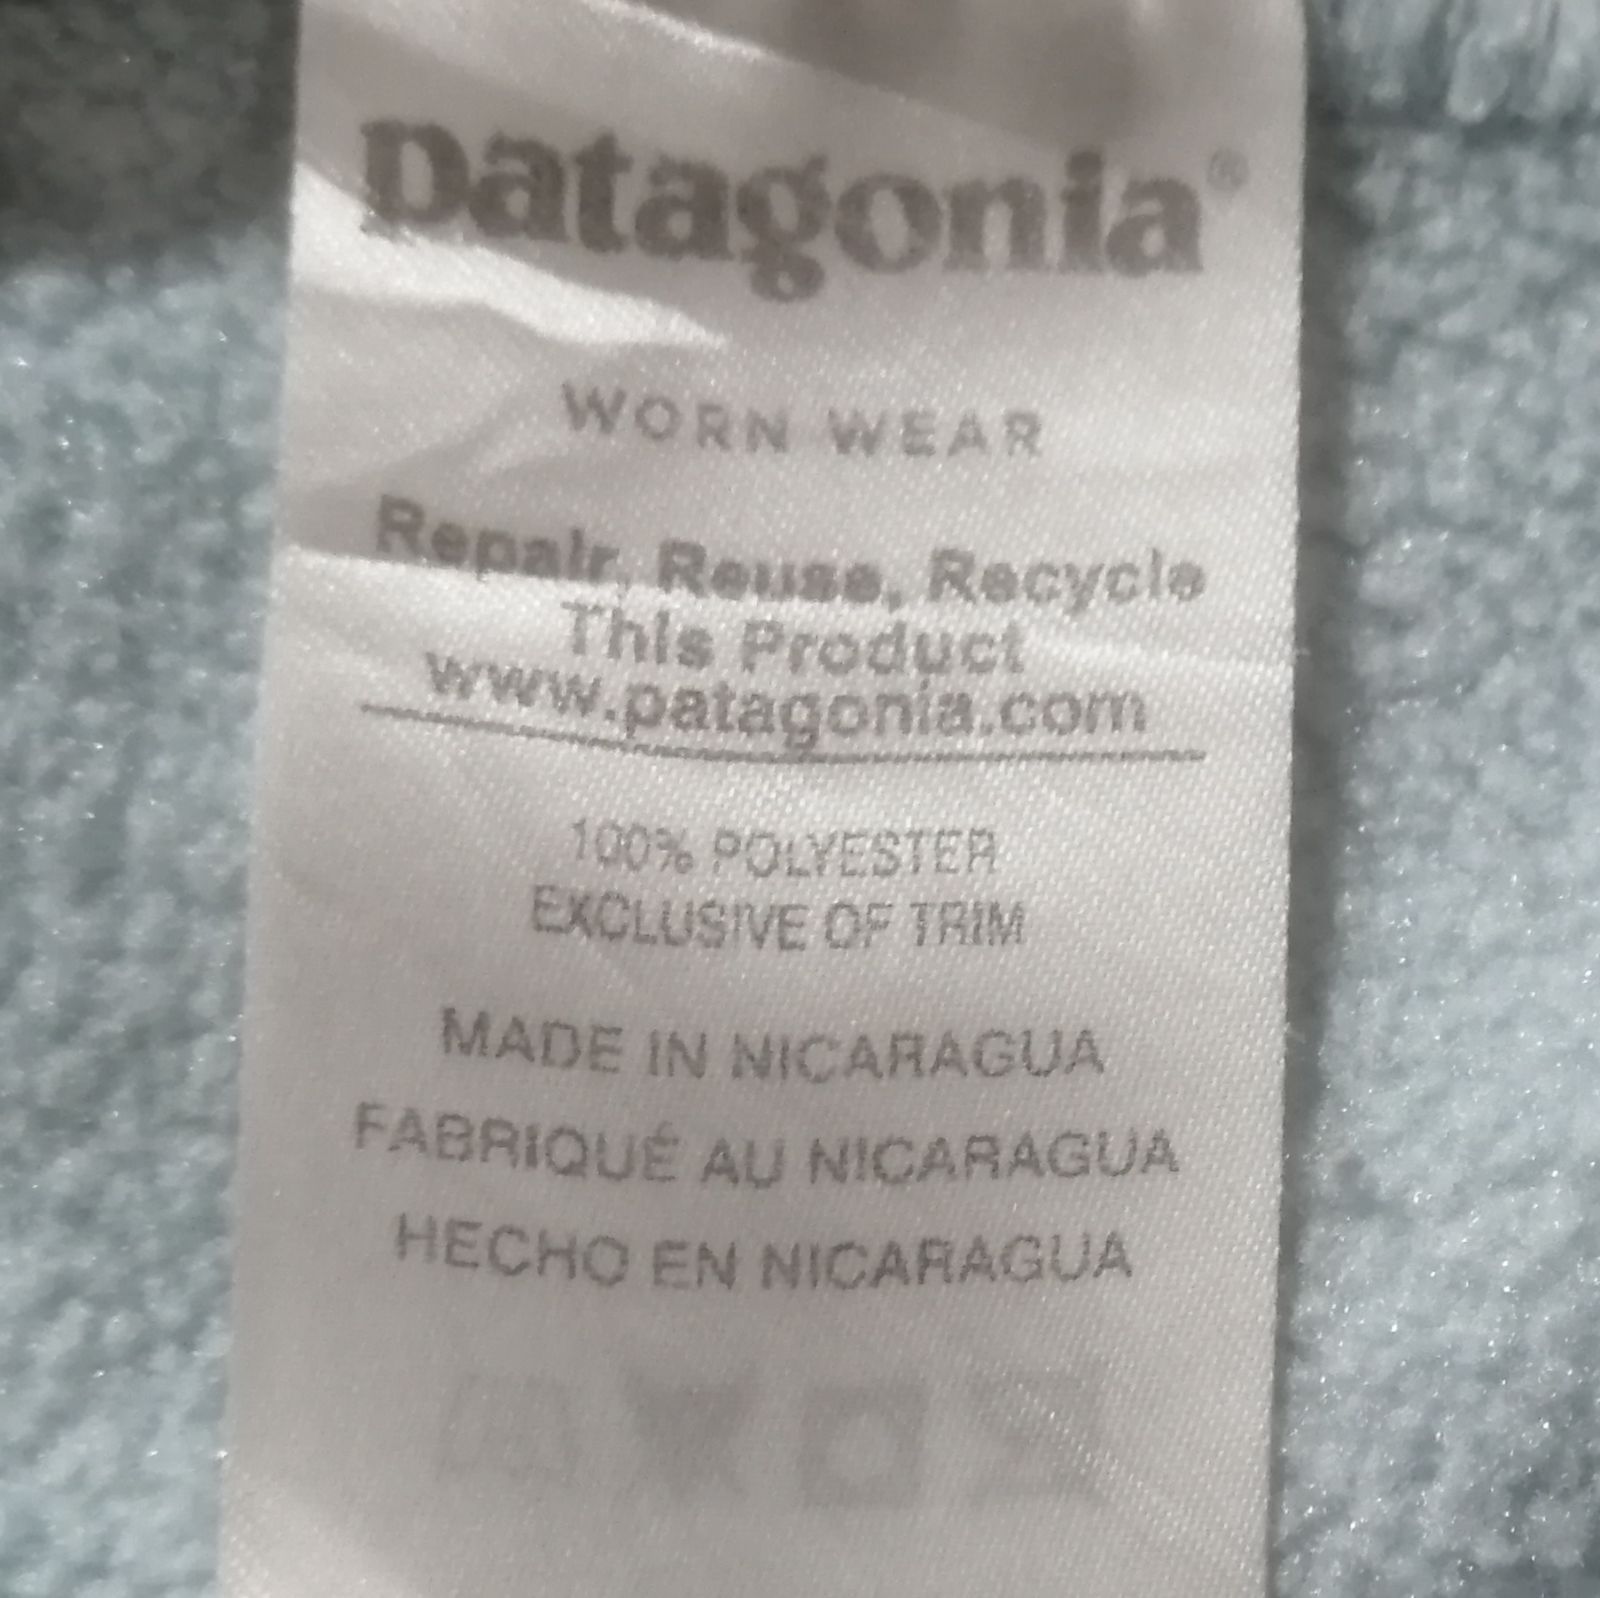 patagonia®
WORN WEAR
Repair, Reuse, Recycle
This Product
www.patagonia.com
100% POLYESTER
EXCLUSIVE OF TRIM
MADE IN NICARAGUA
FABRIQUÉ AU NICARAGUA
HECHO EN NICARAGUA